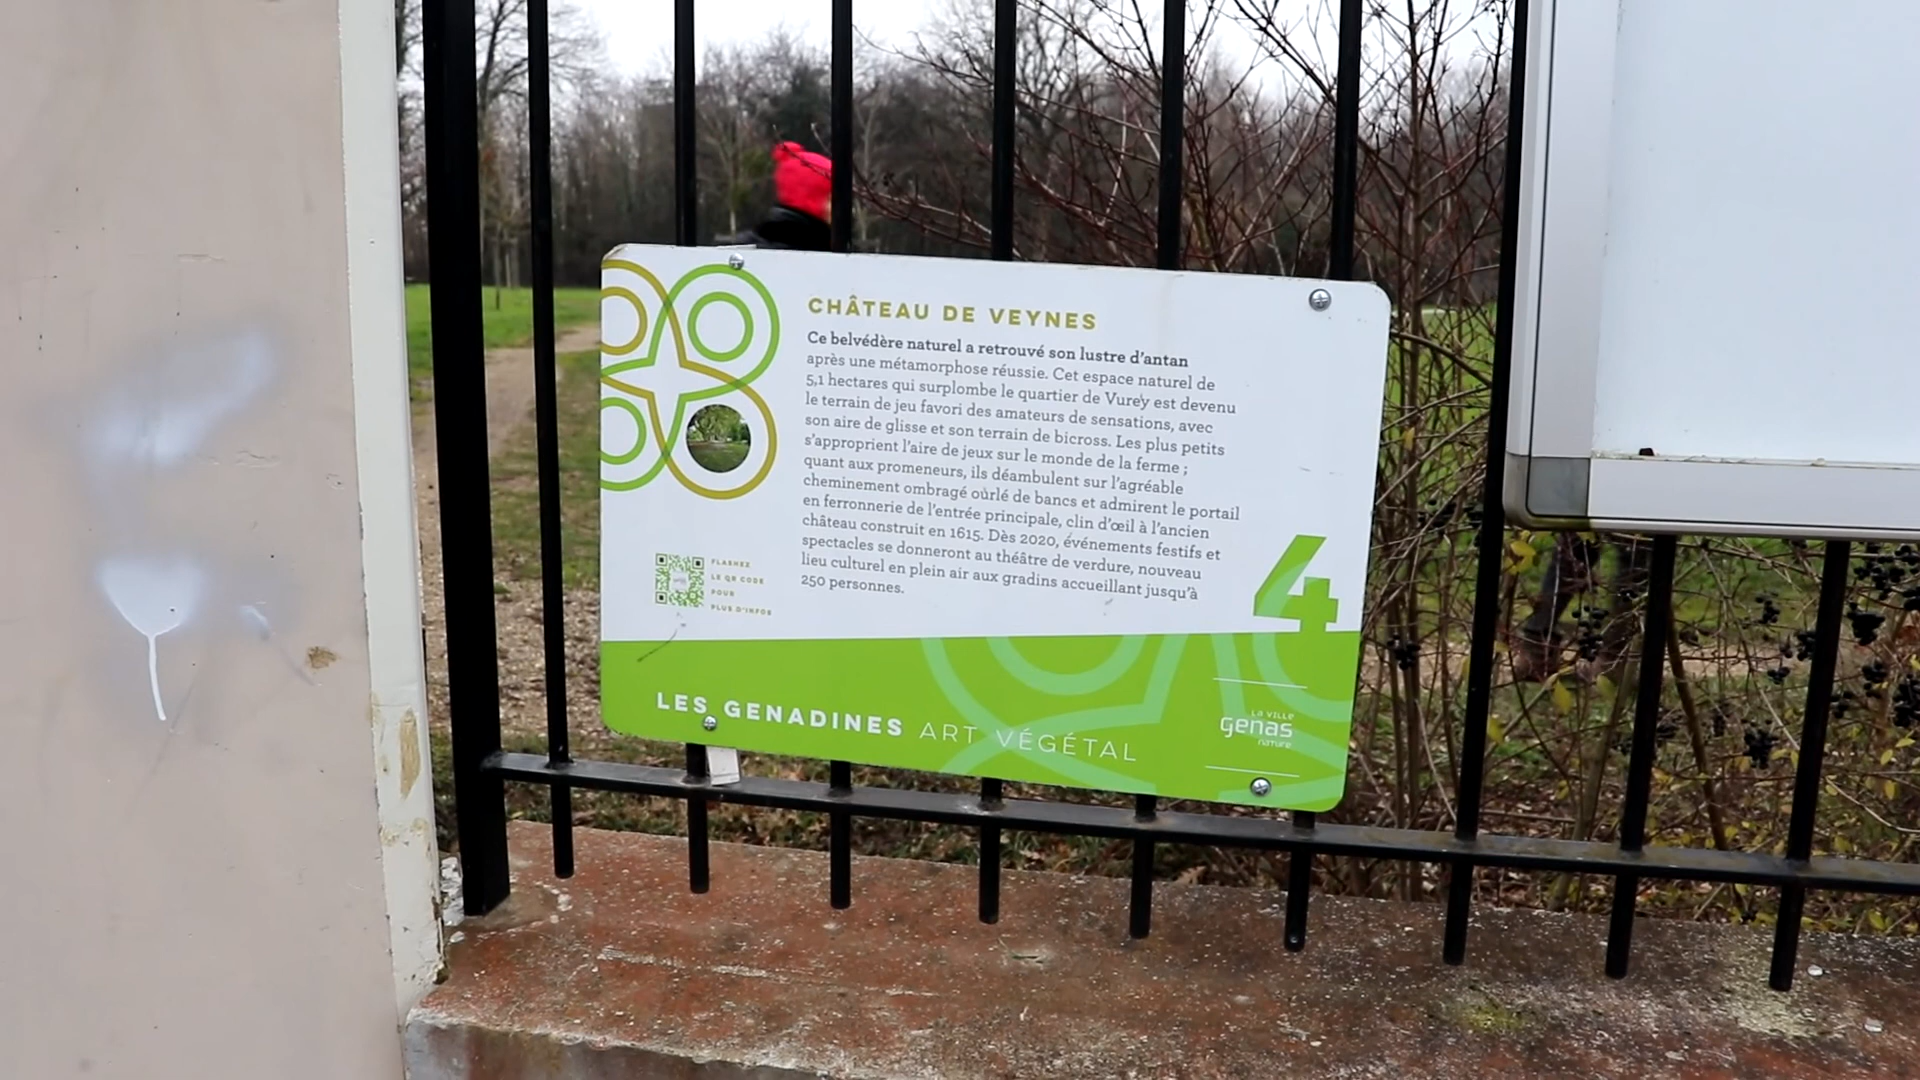 CHÂTEAU DE VEYNES
Ce belvédère naturel a retrouvé son lustre d'antan
après une métamorphose réussie. Cet espace naturel de
5,1 hectares qui surplombe le quartier de Vurey est devenu
le terrain de jeu favori des amateurs de sensations, avec
son aire de glisse et son terrain de bicross. Les plus petits
s'approprient l'aire de jeux sur le monde de la ferme ;
quant aux promeneurs, ils déambulent sur l'agréable
cheminement ombragé ourlé de bancs et admirent le portail
en ferronnerie de l'entrée principale, clin d'œil à l'ancien
château construit en 1615. Dès 2020, événements festifs et
spectacles se donneront au théâtre de verdure, nouveau
lieu culturel en plein air aux gradins accueillant jusqu'à
250 personnes.
FLASHEZ
LE QR CODE
POUR
PLUS D'INFOS
4
LES GENADINES ART VÉGÉTAL
LA VILLE
genas
nature